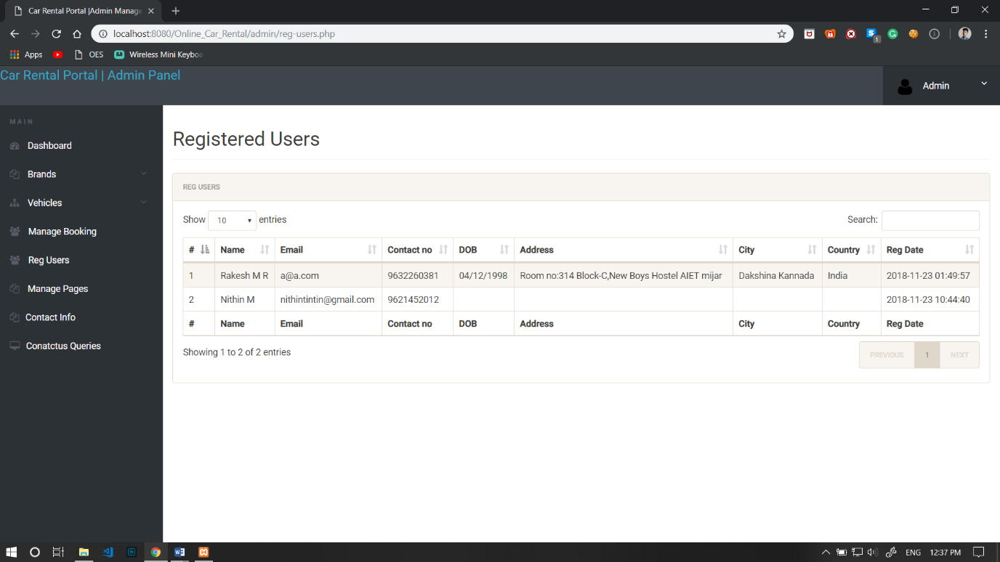 Car Rental Portal |Admin Manage
localhost:8080/Online_Car_Rental/admin/reg-users.php
1
Apps OES Wireless Mini Keyboa
Car Rental Portal | Admin Panel
Admin
MAIN
Dashboard
Brands
Vehicles
Manage Booking
Reg Users
Manage Pages
Contact Info
Conatctus Queries
Registered Users
REG USERS
Show 10 entries Search:
# Name Email Contact no DOB Address City Country Reg Date
1 Rakesh M R a@a.com 9632260381 04/12/1998 Room no:314 Block-C,New Boys Hostel AIET mijar Dakshina Kannada India 2018-11-23 01:49:57
2 Nithin M nithintintin@gmail.com 9621452012 2018-11-23 10:44:40
# Name Email Contact no DOB Address City Country Reg Date
Showing 1 to 2 of 2 entries PREVIOUS 1 NEXT
ENG 12:37 PM